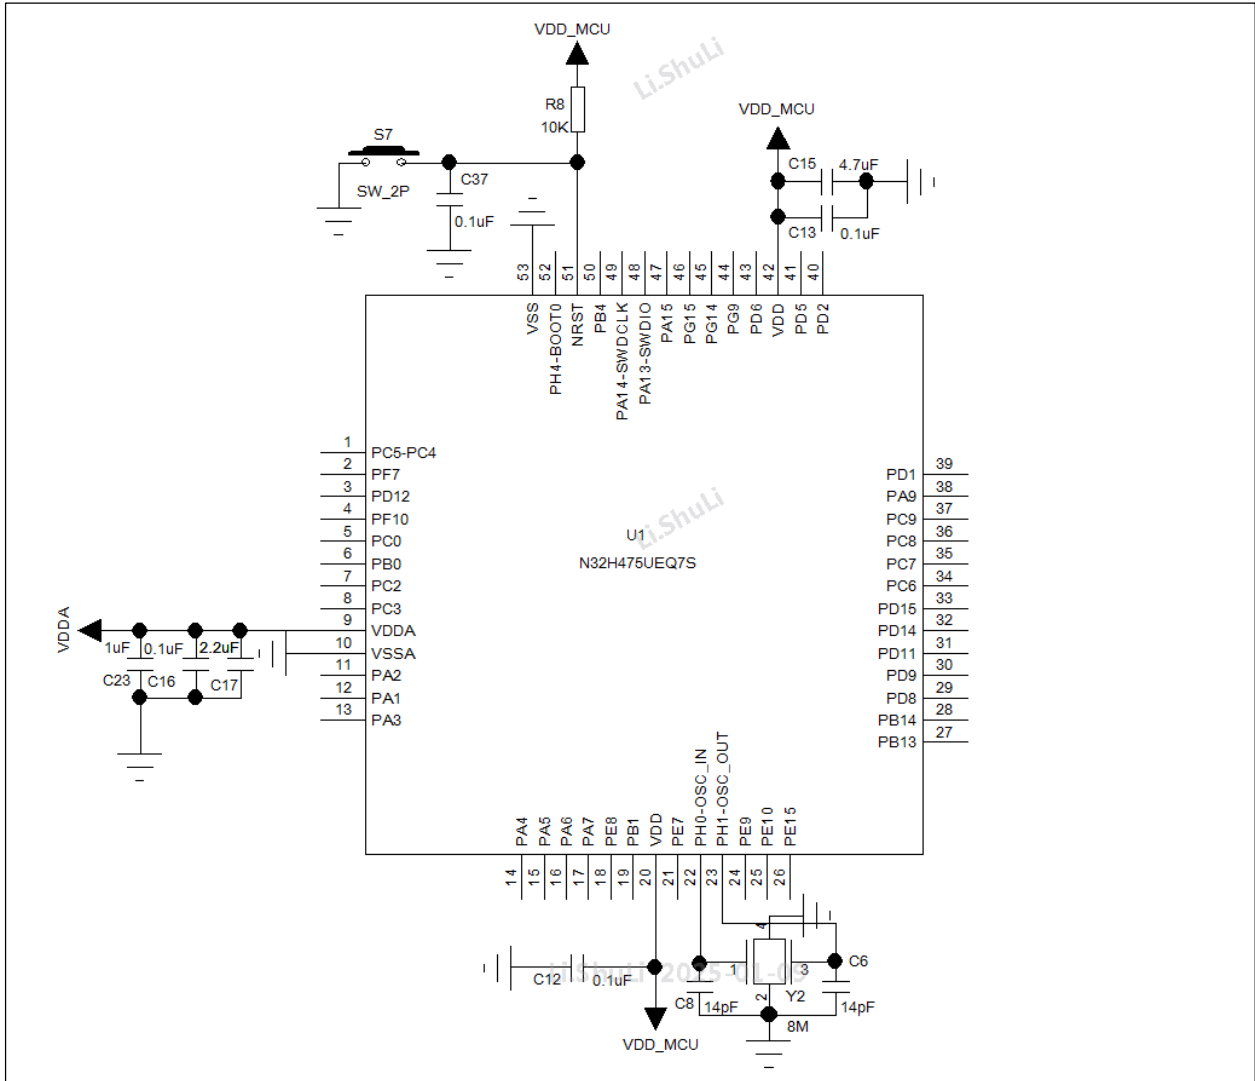 VDD_MCU
Li.ShuLi
R8
10K
VDD_MCU
S7
SW_2P
C37
0.1uF
C15
4.7uF
C13
0.1uF
53
52
51
50
49
48
47
46
45
44
43
42
41
40
VSS
PH4-BOOT0
NRST
PB4
PA14-SWDCLK
PA13-SWDIO
PA15
PG15
PG14
PG9
PD6
VDD
PD5
PD2
1 PC5-PC4
2 PF7
3 PD12
4 PF10
5 PC0
6 PB0
7 PC2
8 PC3
9 VDDA
10 VSSA
11 PA2
12 PA1
13 PA3
PD1 39
PA9 38
PC9 37
PC8 36
PC7 35
PC6 34
PD15 33
PD14 32
PD11 31
PD9 30
PD8 29
PB14 28
PB13 27
Li.ShuLi
U1
N32H475UEQ7S
VDDA
1uF 0.1uF 2.2uF
C23 C16 C17
PA4
PA5
PA6
PA7
PE8
PB1
VDD
PE7
PH0-OSC_IN
PH1-OSC_OUT
PE9
PE10
PE15
14
15
16
17
18
19
20
21
22
23
24
25
26
C12
0.1uF
Li.ShuLi 2025-01-09
VDD_MCU
4
1
3
2
C6
14pF
C8
14pF
Y2
8M